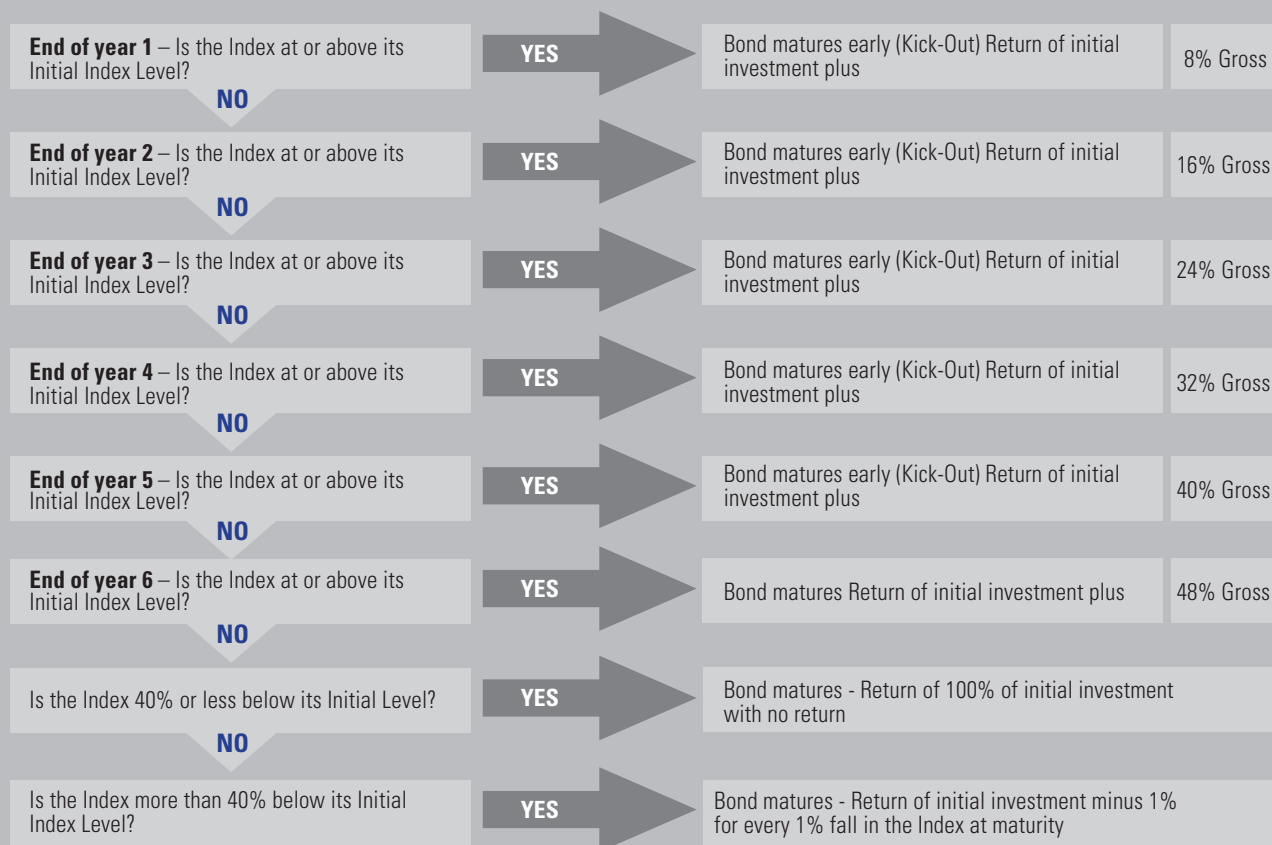 End of year 1 – Is the Index at or above its
Initial Index Level?
YES
Bond matures early (Kick-Out) Return of initial
investment plus
8% Gross
NO
End of year 2 – Is the Index at or above its
Initial Index Level?
YES
Bond matures early (Kick-Out) Return of initial
investment plus
16% Gross
NO
End of year 3 – Is the Index at or above its
Initial Index Level?
YES
Bond matures early (Kick-Out) Return of initial
investment plus
24% Gross
NO
End of year 4 – Is the Index at or above its
Initial Index Level?
YES
Bond matures early (Kick-Out) Return of initial
investment plus
32% Gross
NO
End of year 5 – Is the Index at or above its
Initial Index Level?
YES
Bond matures early (Kick-Out) Return of initial
investment plus
40% Gross
NO
End of year 6 – Is the Index at or above its
Initial Index Level?
YES
Bond matures Return of initial investment plus
48% Gross
NO
Is the Index 40% or less below its Initial Level?
YES
Bond matures - Return of 100% of initial investment
with no return
NO
Is the Index more than 40% below its Initial
Index Level?
YES
Bond matures - Return of initial investment minus 1%
for every 1% fall in the Index at maturity